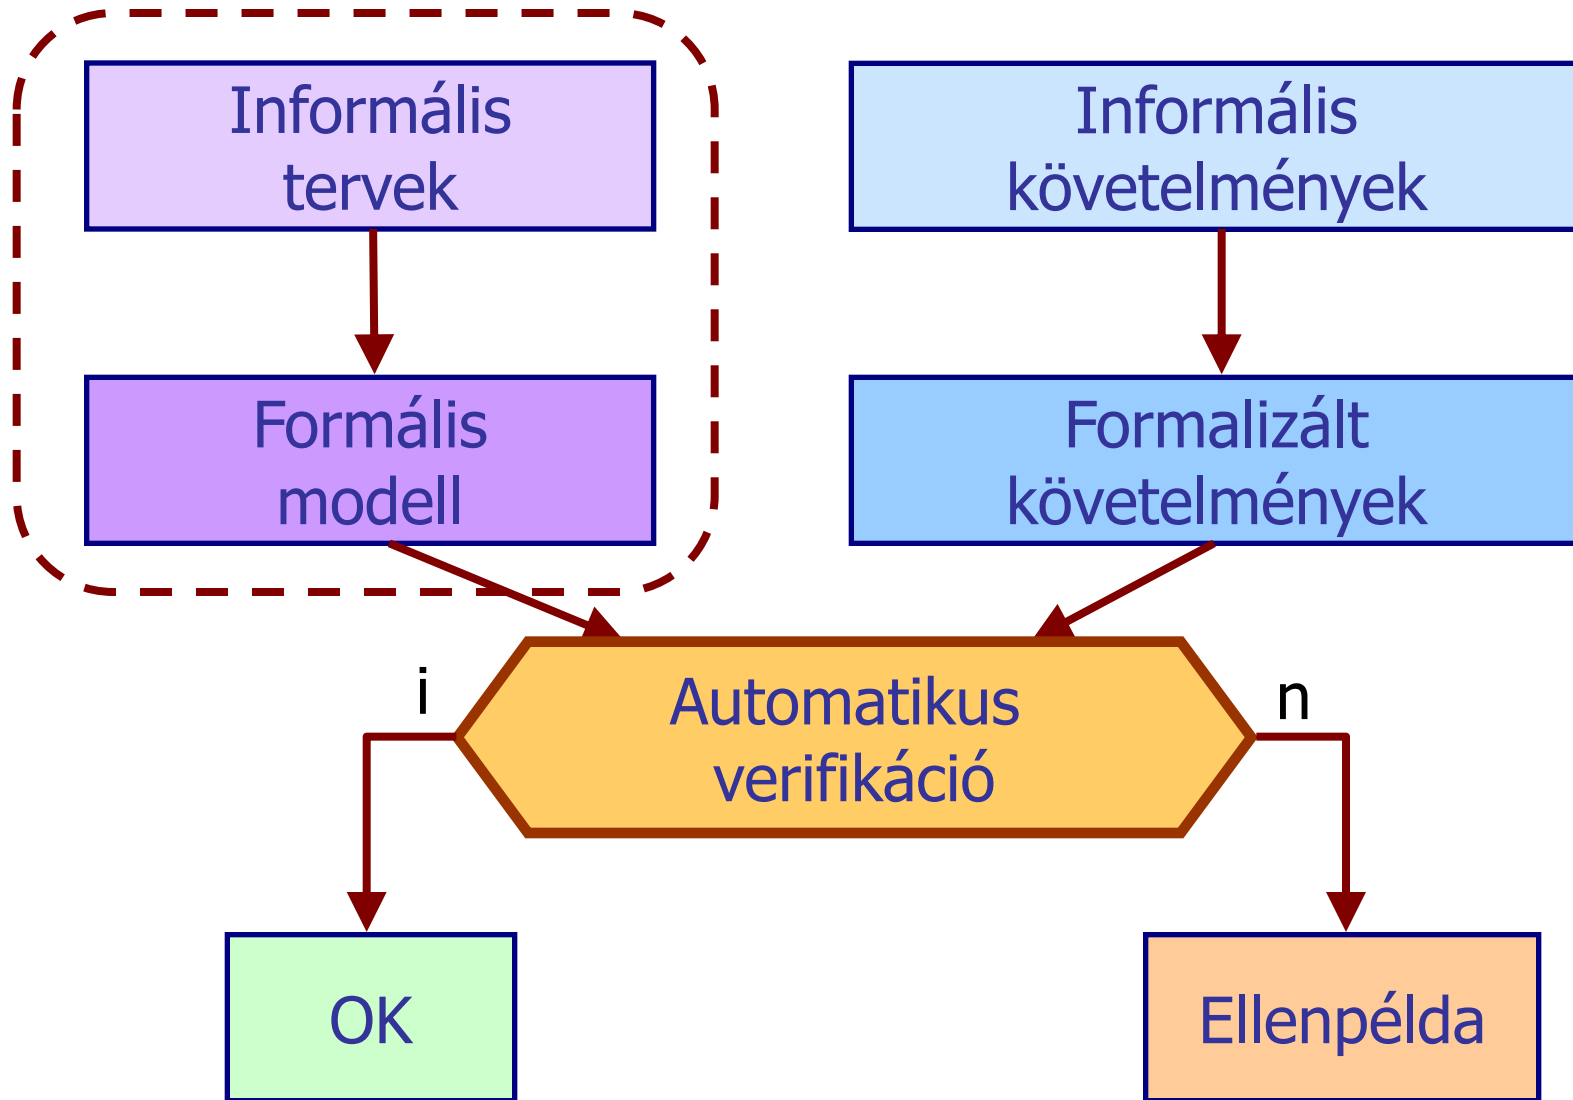 Informális
tervek
Informális
követelmények
Formális
modell
Formalizált
követelmények
i
Automatikus
verifikáció
n
OK
Ellenpélda